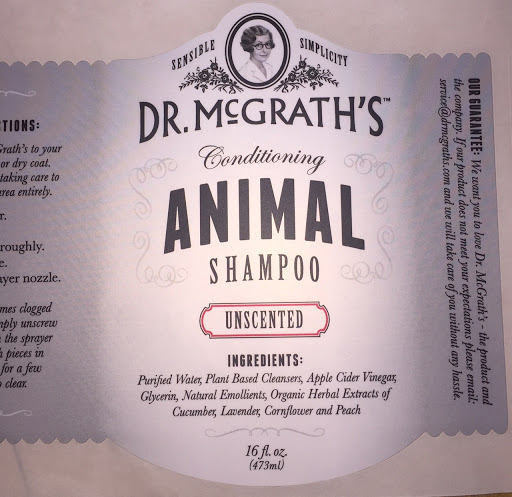 SENSIBLE SIMPLICITY
DR. McGRATH'S™
Conditioning
ANIMAL
SHAMPOO
UNSCENTED
INGREDIENTS:
Purified Water, Plant Based Cleansers, Apple Cider Vinegar,
Glycerin, Natural Emollients, Organic Herbal Extracts of
Cucumber, Lavender, Cornflower and Peach
16 fl. oz.
(473ml)
TIONS:
rath's to your
or dry coat,
taking care to
rea entirely.
r.
roughly.
e.
ayer nozzle.
mes clogged
mply unscrew
the sprayer
pieces in
for a few
clear.
OUR GUARANTEE: We want you to love Dr. McGrath's - the product and
the company. If our product does not meet your expectations please email:
service@drmcgraths.com and we will take care of you without any hassle.